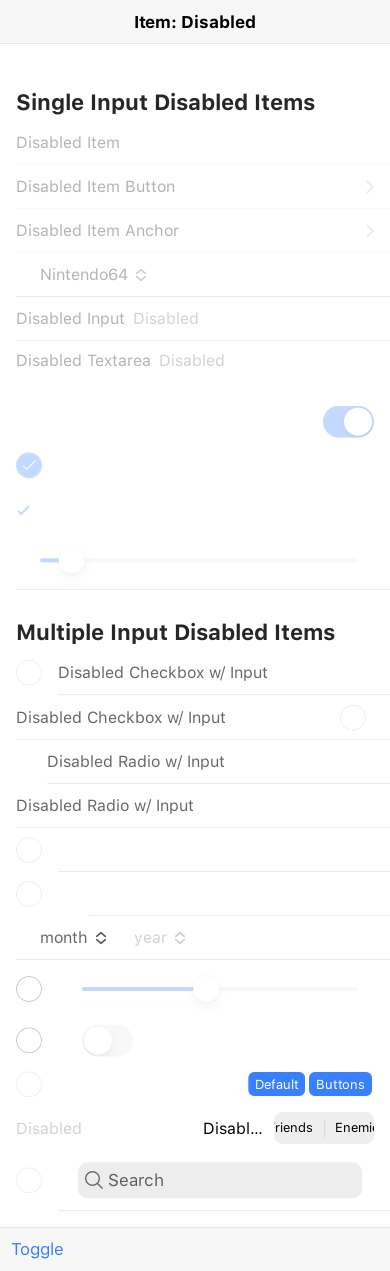 Item: Disabled
Single Input Disabled Items
Disabled Item
Disabled Item Button
Disabled Item Anchor
Nintendo64
Disabled Input Disabled
Disabled Textarea Disabled
Multiple Input Disabled Items
Disabled Checkbox w/ Input
Disabled Checkbox w/ Input
Disabled Radio w/ Input
Disabled Radio w/ Input
month year
Default Buttons
Disabled Disabl... riends Enemie
Search
Toggle